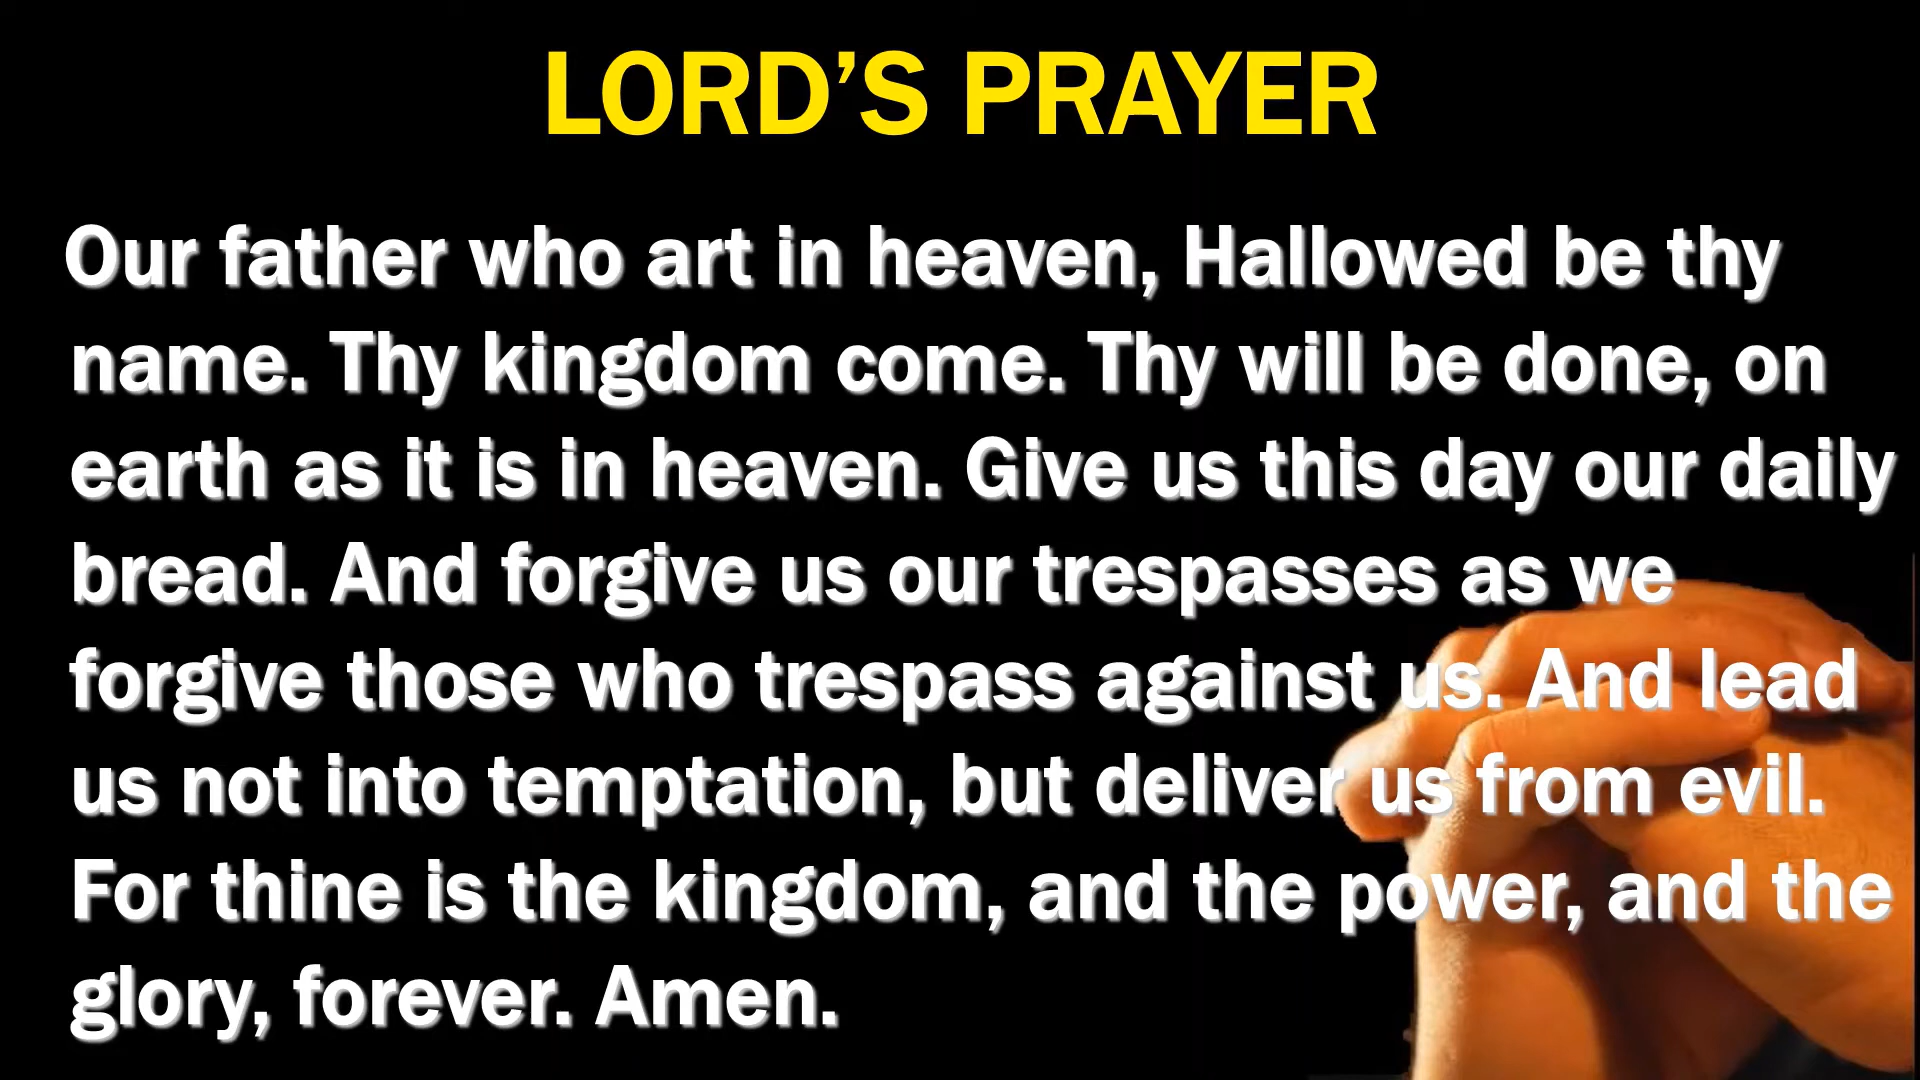 LORD’S PRAYER
Our father who art in heaven, Hallowed be thy
name. Thy kingdom come. Thy will be done, on
earth as it is in heaven. Give us this day our daily
bread. And forgive us our trespasses as we
forgive those who trespass against us. And lead
us not into temptation, but deliver us from evil.
For thine is the kingdom, and the power, and the
glory, forever. Amen.